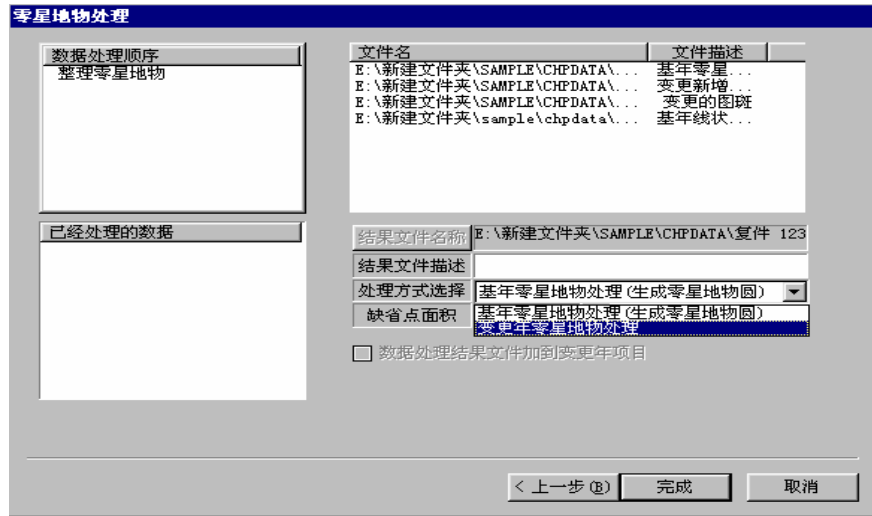 零星地物处理
数据处理顺序
整理零星地物
文件名 文件描述
E:\新建文件夹\SAMPLE\CHPDATA\... 基年零星...
E:\新建文件夹\SAMPLE\CHPDATA\... 变更新增...
E:\新建文件夹\SAMPLE\CHPDATA\... 变更的图斑
E:\新建文件夹\sample\chpdata\... 基年线状...
已经处理的数据
结果文件名称 E:\新建文件夹\SAMPLE\CHPDATA\复件 123
结果文件描述
处理方式选择 基年零星地物处理(生成零星地物圆)
缺省点面积 基年零星地物处理(生成零星地物圆)
变更年零星地物处理
数据处理结果文件加到变更年项目
< 上一步(B) 完成 取消